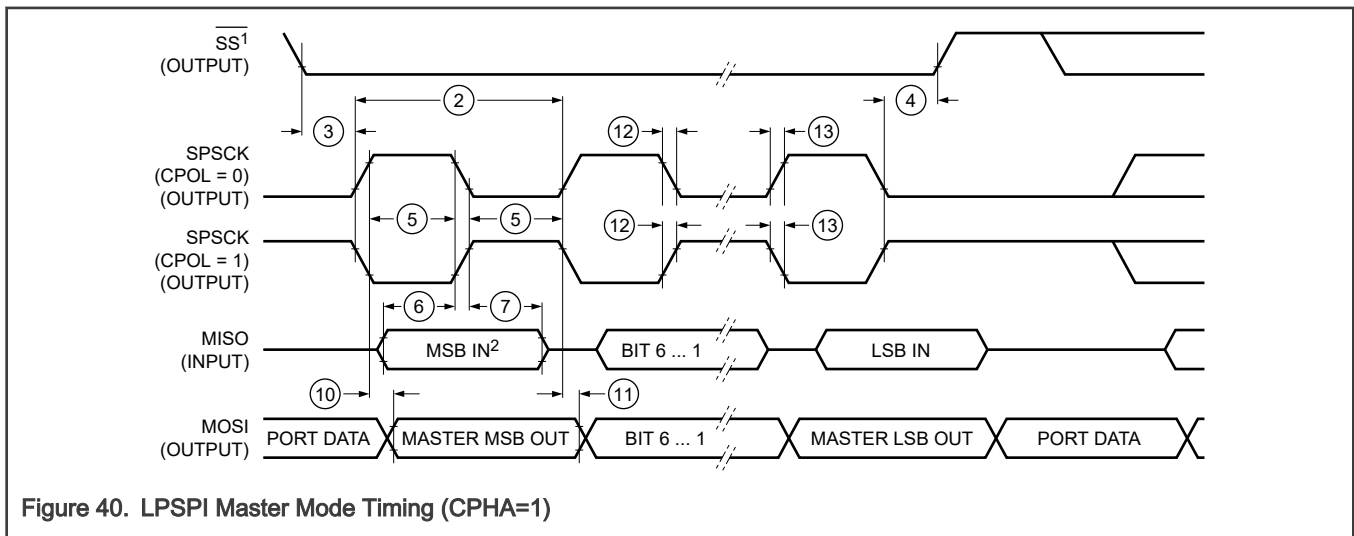 SS1
(OUTPUT)
2
3
4
12
13
SPSCK
(CPOL = 0)
(OUTPUT)
5
5
SPSCK
(CPOL = 1)
(OUTPUT)
12
13
6
7
MISO
(INPUT)
MSB IN2
BIT 6 ... 1
LSB IN
10
11
MOSI
(OUTPUT)
PORT DATA
MASTER MSB OUT
BIT 6 ... 1
MASTER LSB OUT
PORT DATA
Figure 40. LPSPI Master Mode Timing (CPHA=1)